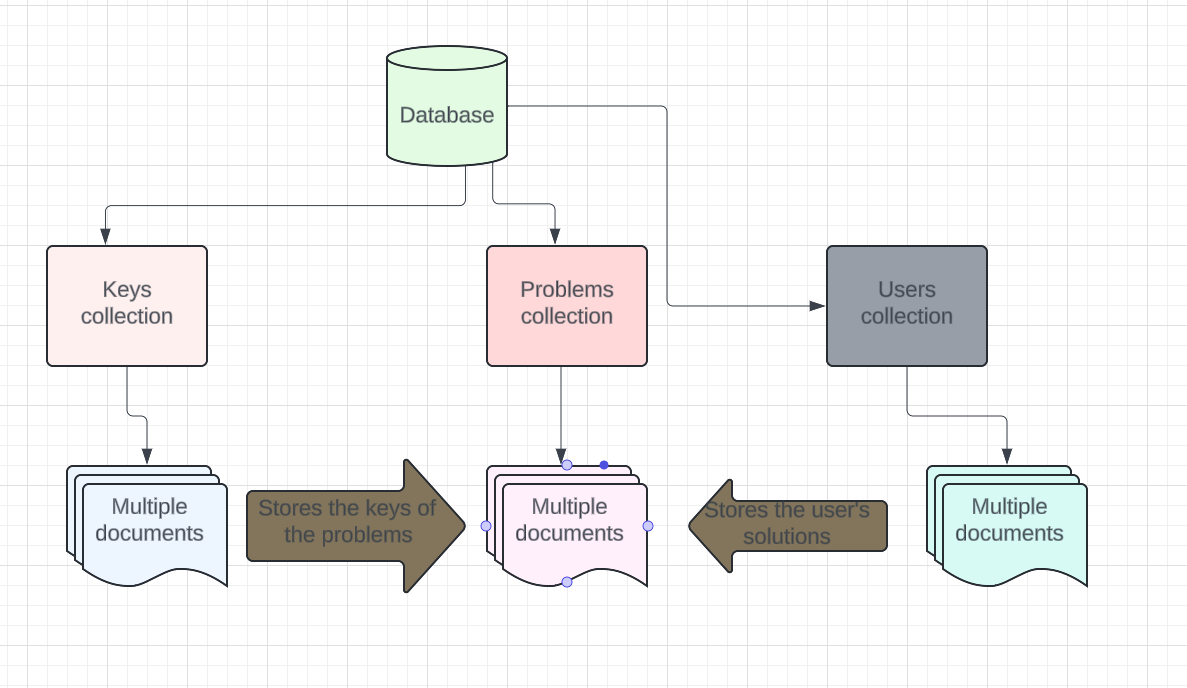 Database
Keys
collection
Problems
collection
Users
collection
Multiple
documents
Stores the keys of
the problems
Multiple
documents
Stores the user's
solutions
Multiple
documents